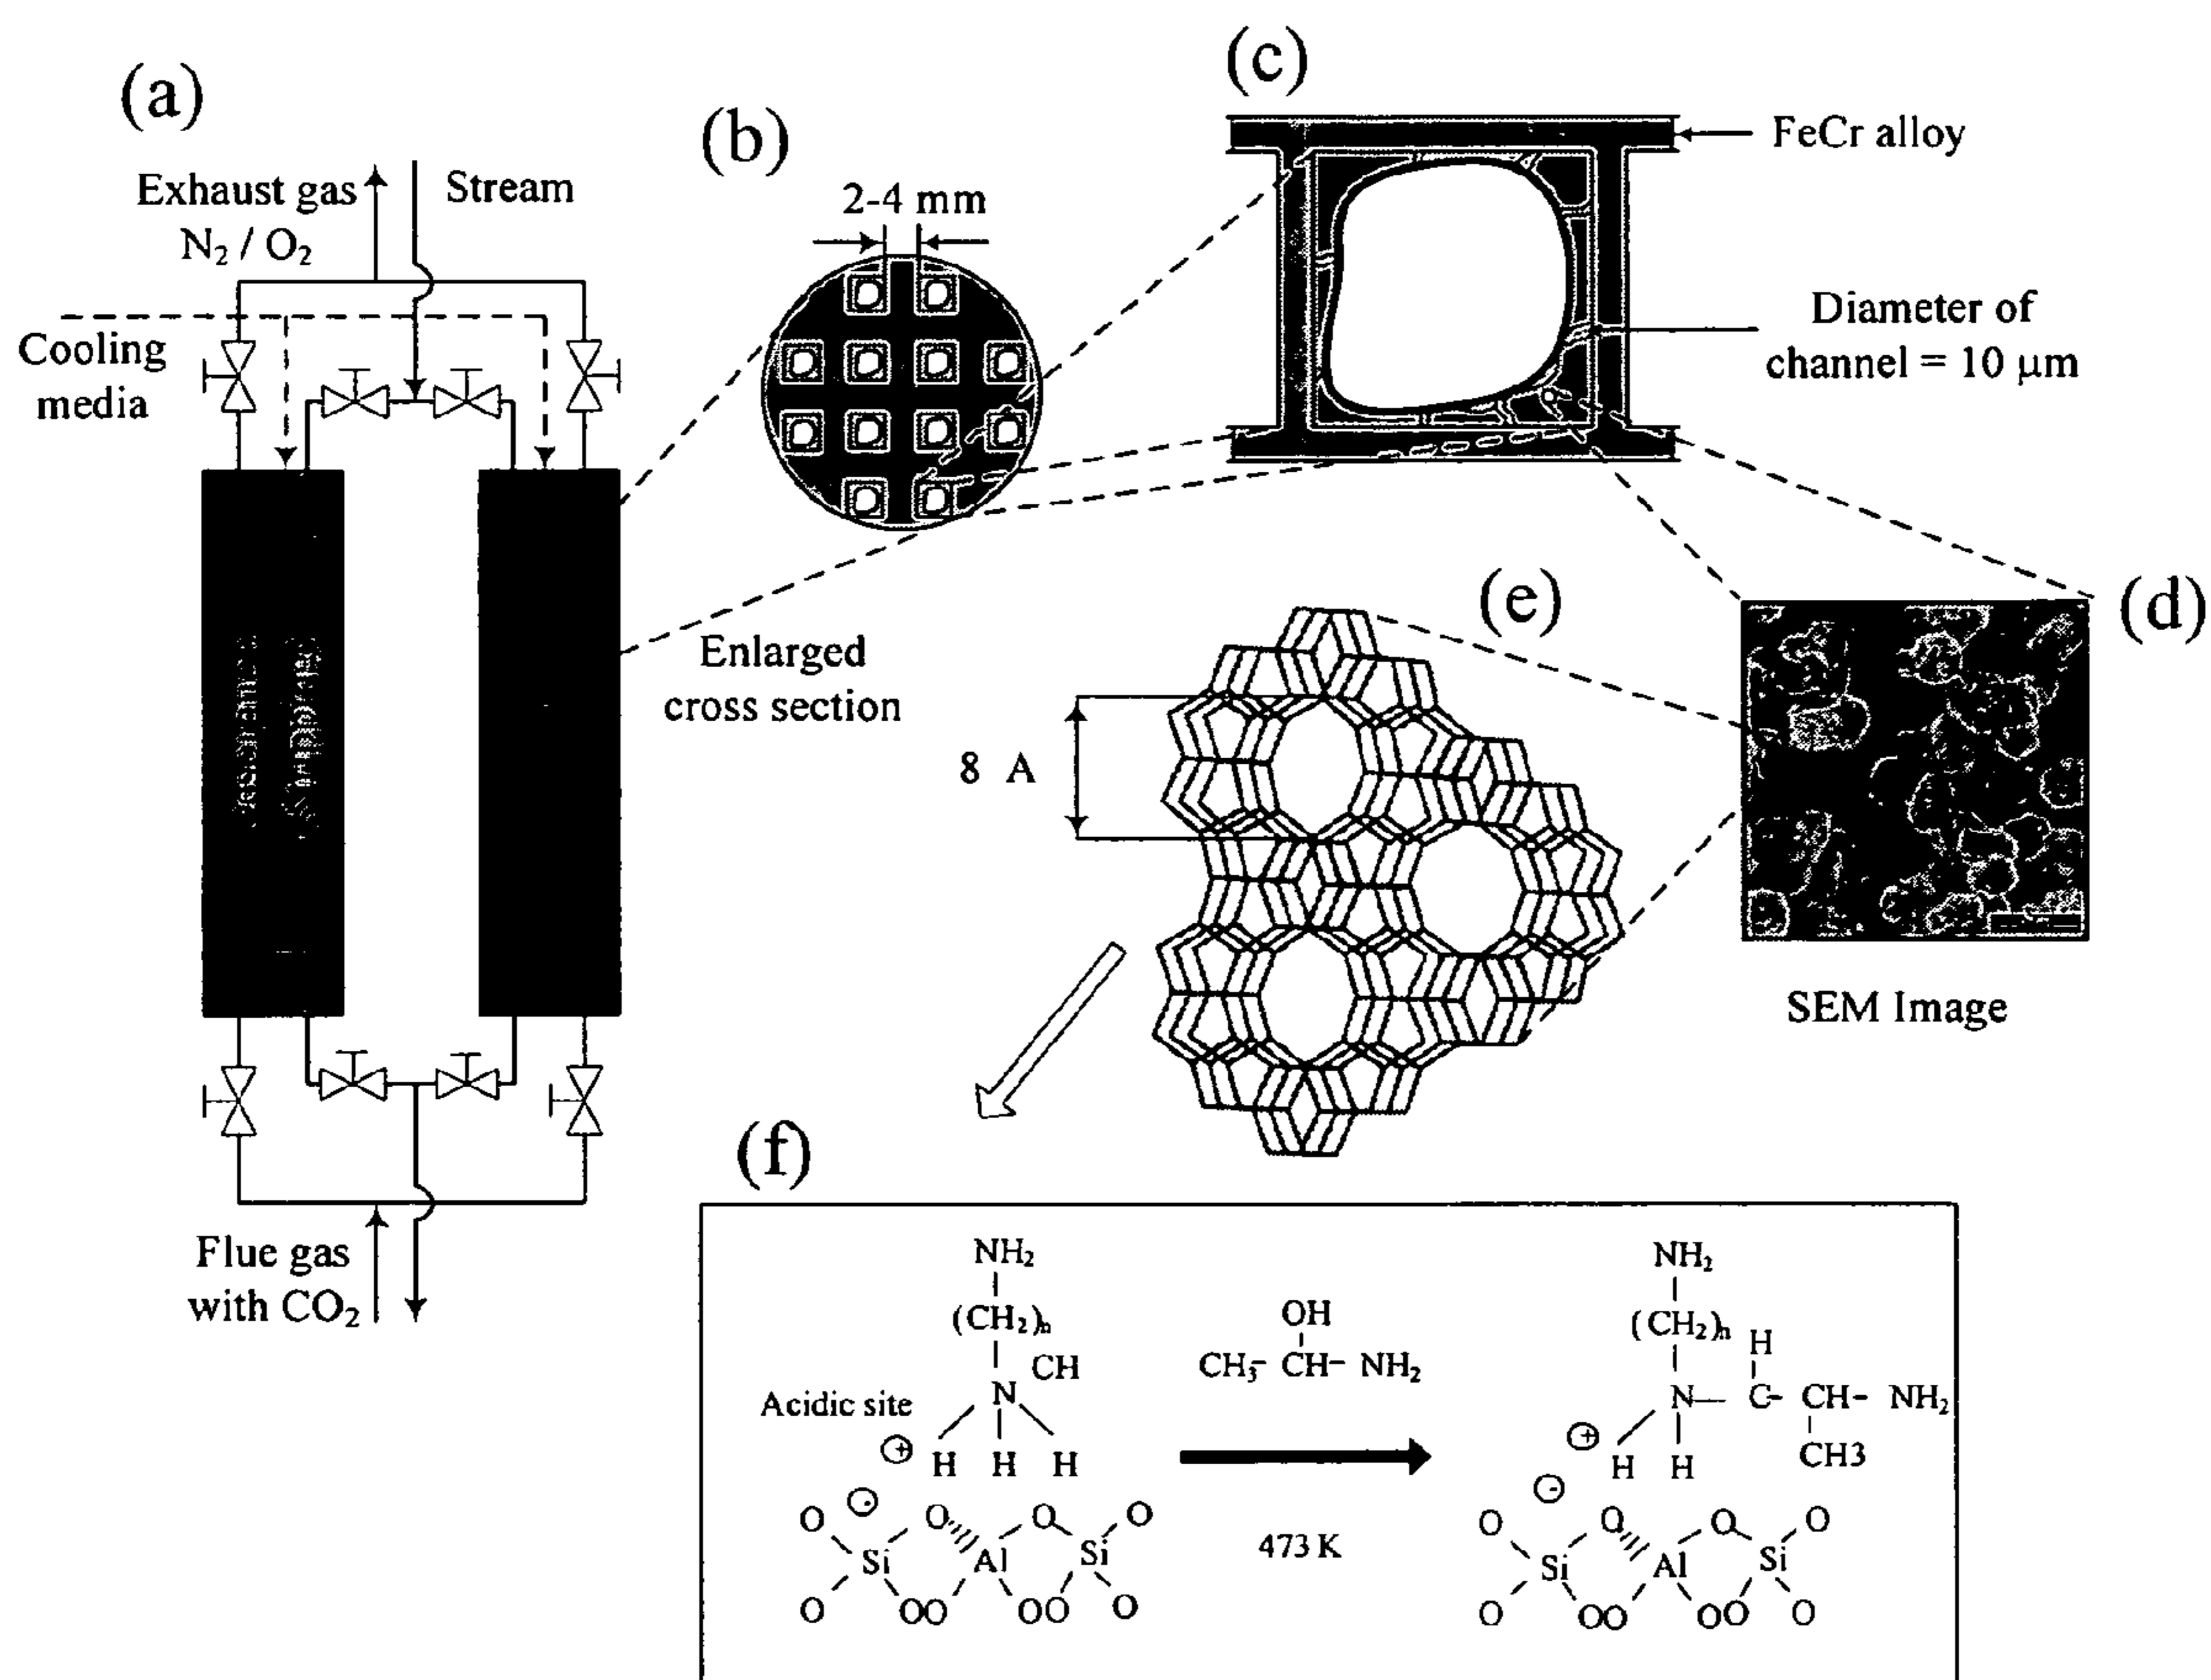 (a)
Exhaust gas
N₂ / O₂
Stream
Cooling
media
Enlarged
cross section
Flue gas
with CO₂
(b)
2-4 mm
(c)
FeCr alloy
Diameter of
channel = 10 μm
(d)
SEM Image
(e)
8 A
(f)
NH₂
(CH₂)ₙ
CH
N
Acidic site
+
H H H
-
O O O O
Si Al Si
O OO OO O
OH
CH₃- CH- NH₂
473 K
NH₂
(CH₂)ₙ H
N— C- CH- NH₂
+
H H CH3
-
O O O O
Si Al Si
O OO OO O